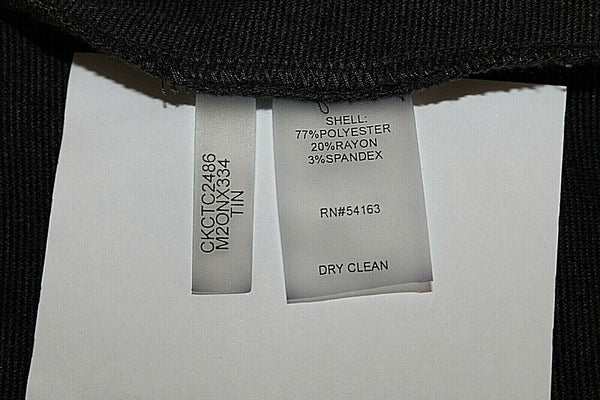 CKCTC2486
M2ONX334
TIN
SHELL:
77%POLYESTER
20%RAYON
3%SPANDEX
RN#54163
DRY CLEAN